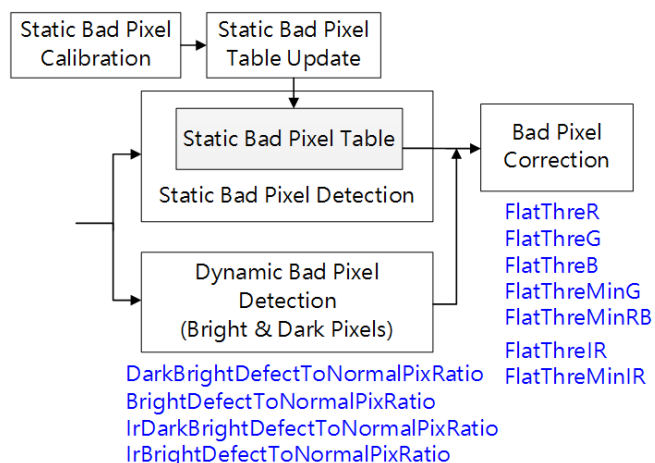 Static Bad Pixel
Calibration
Static Bad Pixel
Table Update
Static Bad Pixel Table
Static Bad Pixel Detection
Bad Pixel
Correction
Dynamic Bad Pixel
Detection
(Bright & Dark Pixels)
FlatThreR
FlatThreG
FlatThreB
FlatThreMinG
FlatThreMinRB
FlatThreIR
FlatThreMinIR
DarkBrightDefectToNormalPixRatio
BrightDefectToNormalPixRatio
IrDarkBrightDefectToNormalPixRatio
IrBrightDefectToNormalPixRatio